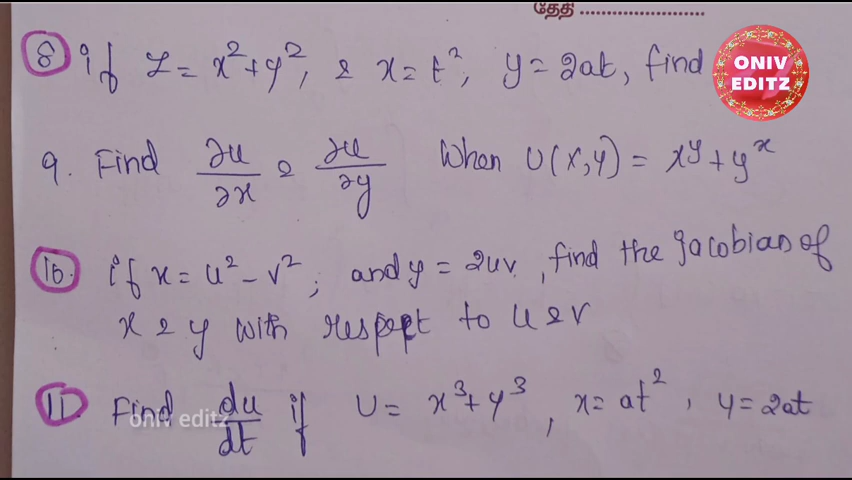 தேதி ..............................
⑧ if Z = x² + y², & x = t², y = 2at, find
ONIV
EDITZ
9. Find ∂u/∂x & ∂u/∂y When U(x,y) = x^y + y^x
⑩ if x = u² - v², and y = 2uv, find the Jacobian of
x & y with respect to u & v
⑪ Find du/dt if U = x³ + y³, x = at², y = 2at
oniv editz